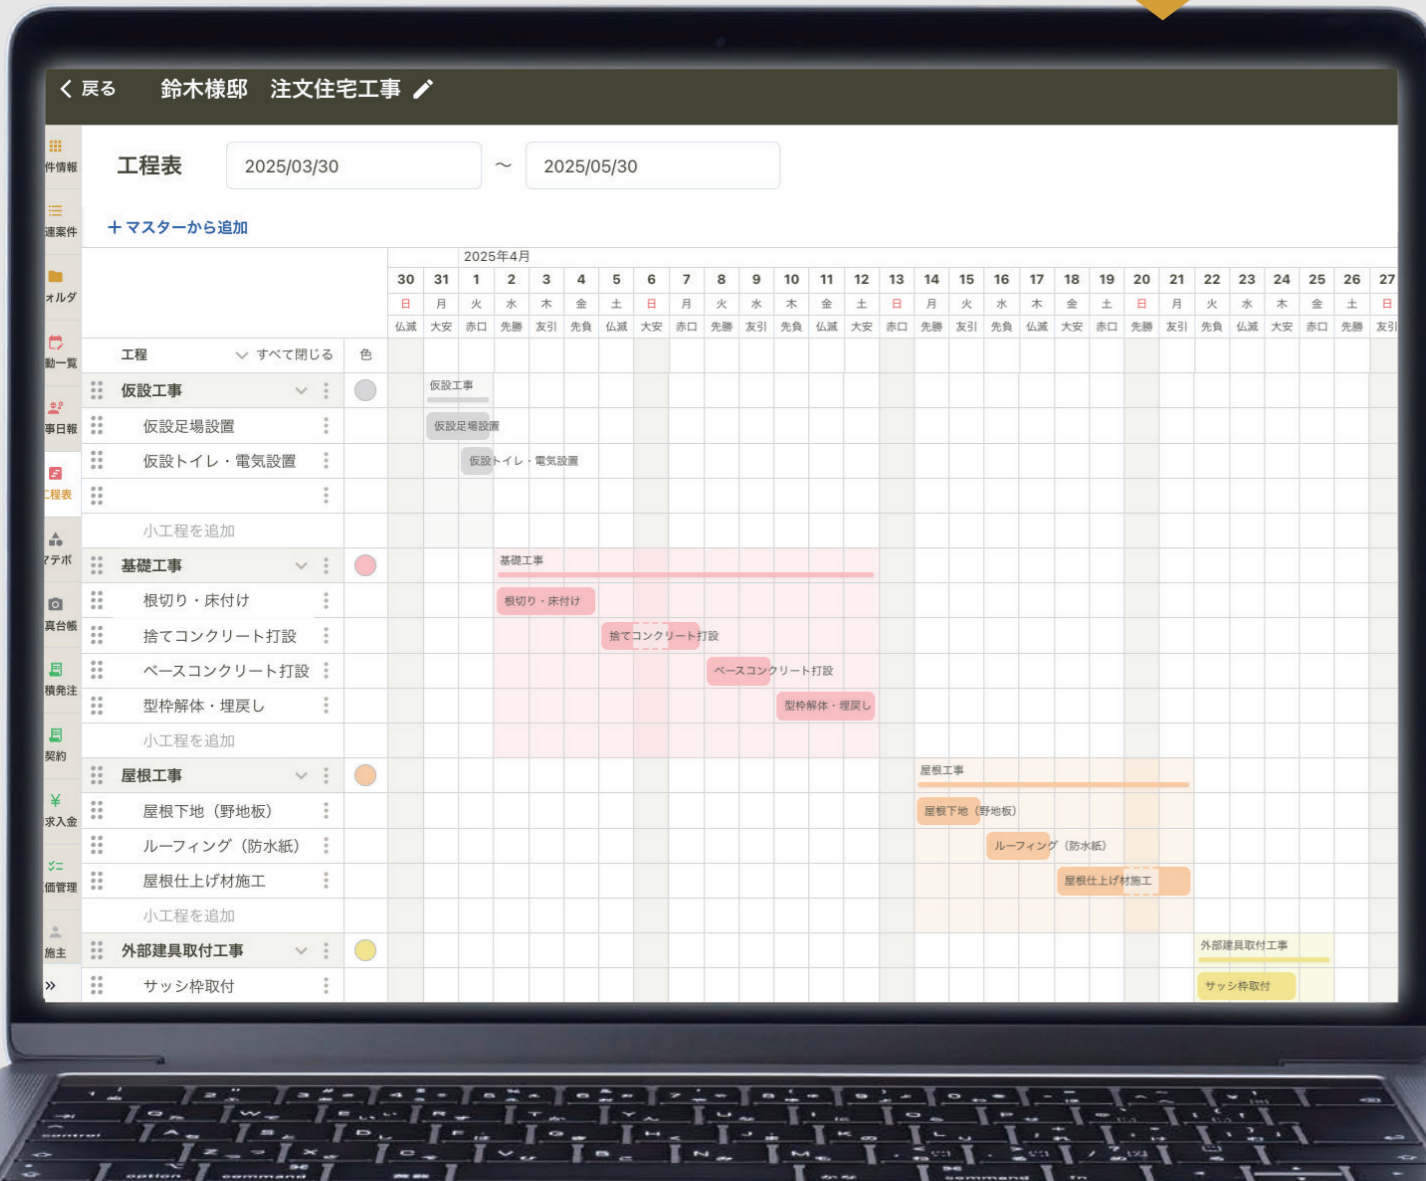 戻る 鈴木様邸 注文住宅工事
工程表 2025/03/30 ～ 2025/05/30
＋マスターから追加
件情報
連案件
ォルダ
動一覧
事日報
工程表
マテポ
真台帳
積発注
契約
求入金
価管理
施主
»
2025年4月
30 31 1 2 3 4 5 6 7 8 9 10 11 12 13 14 15 16 17 18 19 20 21 22 23 24 25 26 27
日 月 火 水 木 金 土 日 月 火 水 木 金 土 日 月 火 水 木 金 土 日 月 火 水 木 金 土 日
仏滅 大安 赤口 先勝 友引 先負 仏滅 大安 赤口 先勝 友引 先負 仏滅 大安 赤口 先勝 友引 先負 仏滅 大安 赤口 先勝 友引 先負 仏滅 大安 赤口 先勝 友引
工程 すべて閉じる 色
仮設工事 仮設工事
仮設足場設置 仮設足場設置
仮設トイレ・電気設置 仮設トイレ・電気設置
小工程を追加
基礎工事 基礎工事
根切り・床付け 根切り・床付け
捨てコンクリート打設 捨てコンクリート打設
ベースコンクリート打設 ベースコンクリート打設
型枠解体・埋戻し 型枠解体・埋戻し
小工程を追加
屋根工事 屋根工事
屋根下地（野地板） 屋根下地（野地板）
ルーフィング（防水紙） ルーフィング（防水紙）
屋根仕上げ材施工 屋根仕上げ材施工
小工程を追加
外部建具取付工事 外部建具取付工事
サッシ枠取付 サッシ枠取付
control
option command 英数 かな command fn